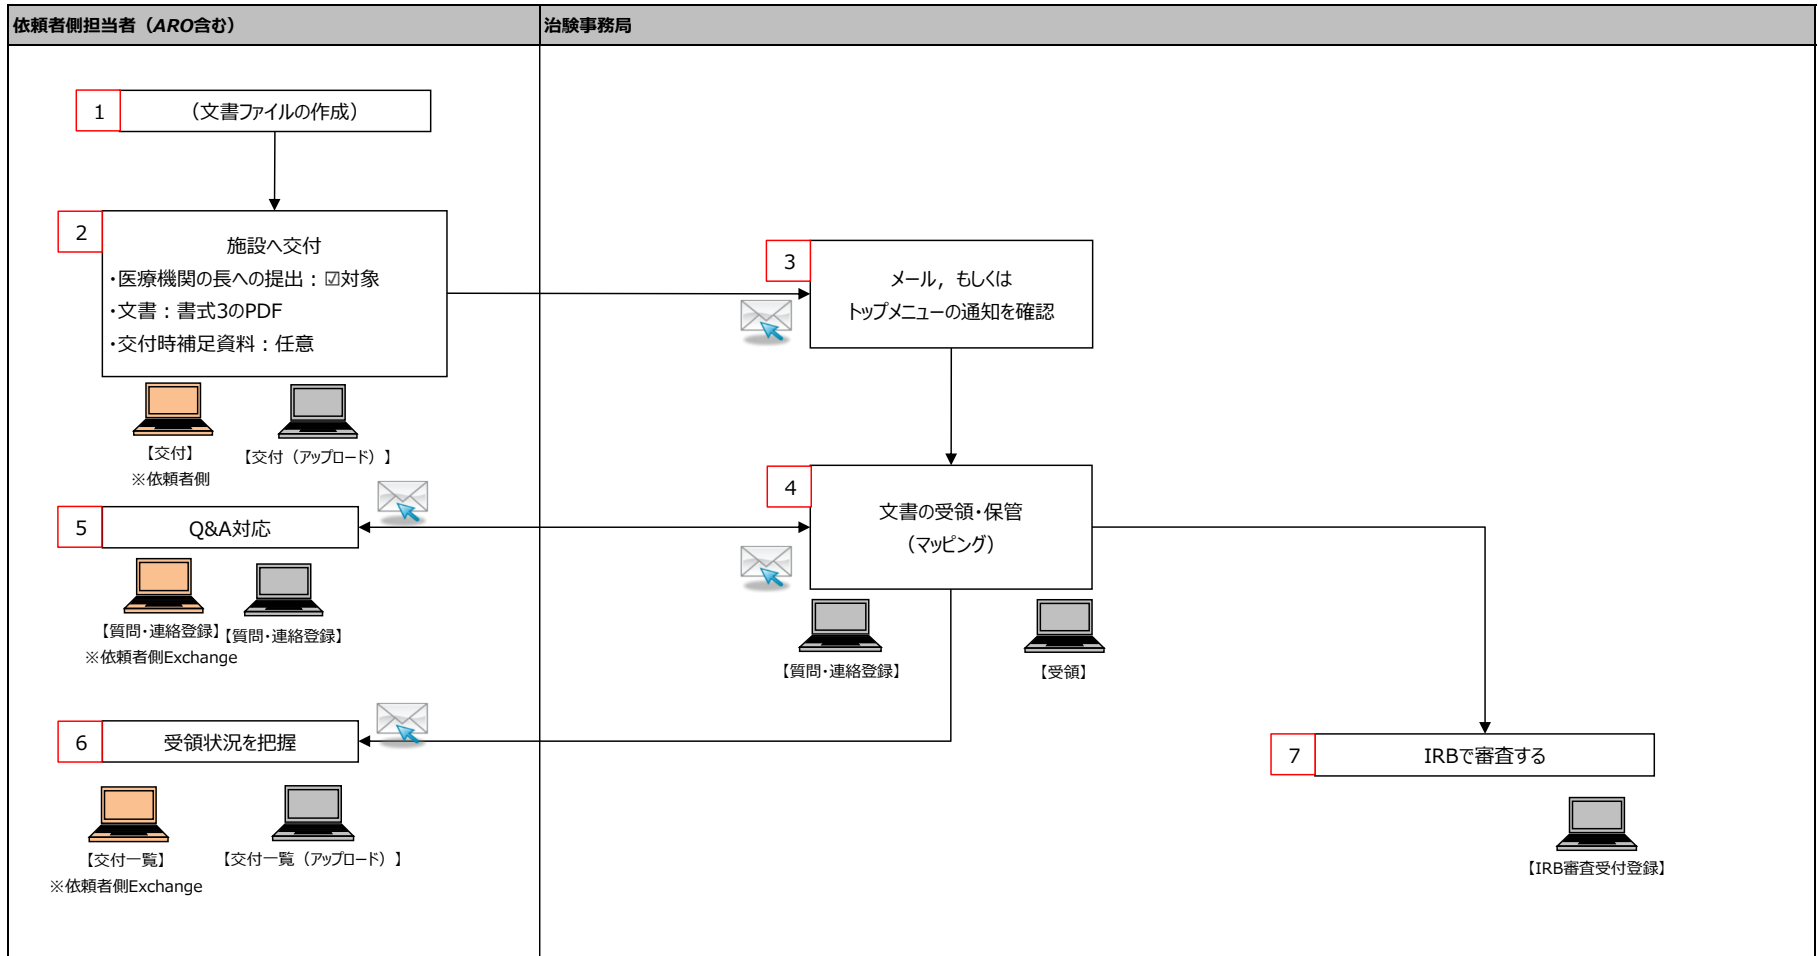 依頼者側担当者（ARO含む）
治験事務局
1
（文書ファイルの作成）
2
施設へ交付
・医療機関の長への提出：☑対象
・文書：書式3のPDF
・交付時補足資料：任意
【交付】
※依頼者側
【交付（アップロード）】
3
メール，もしくは
トップメニューの通知を確認
4
文書の受領・保管
（マッピング）
【質問・連絡登録】
【受領】
5
Q&A対応
【質問・連絡登録】
※依頼者側Exchange
【質問・連絡登録】
6
受領状況を把握
【交付一覧】
※依頼者側Exchange
【交付一覧（アップロード）】
7
IRBで審査する
【IRB審査受付登録】